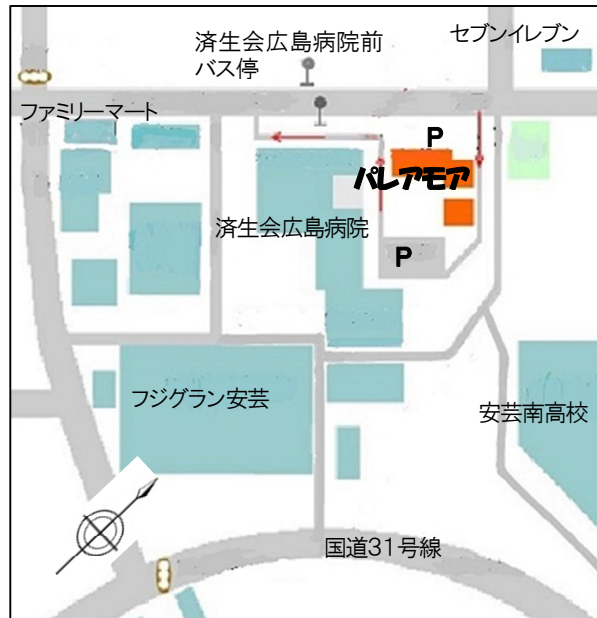 セブンイレブン
済生会広島病院前
バス停
ファミリーマート
P
パレアモア
済生会広島病院
P
フジグラン安芸
安芸南高校
国道31号線